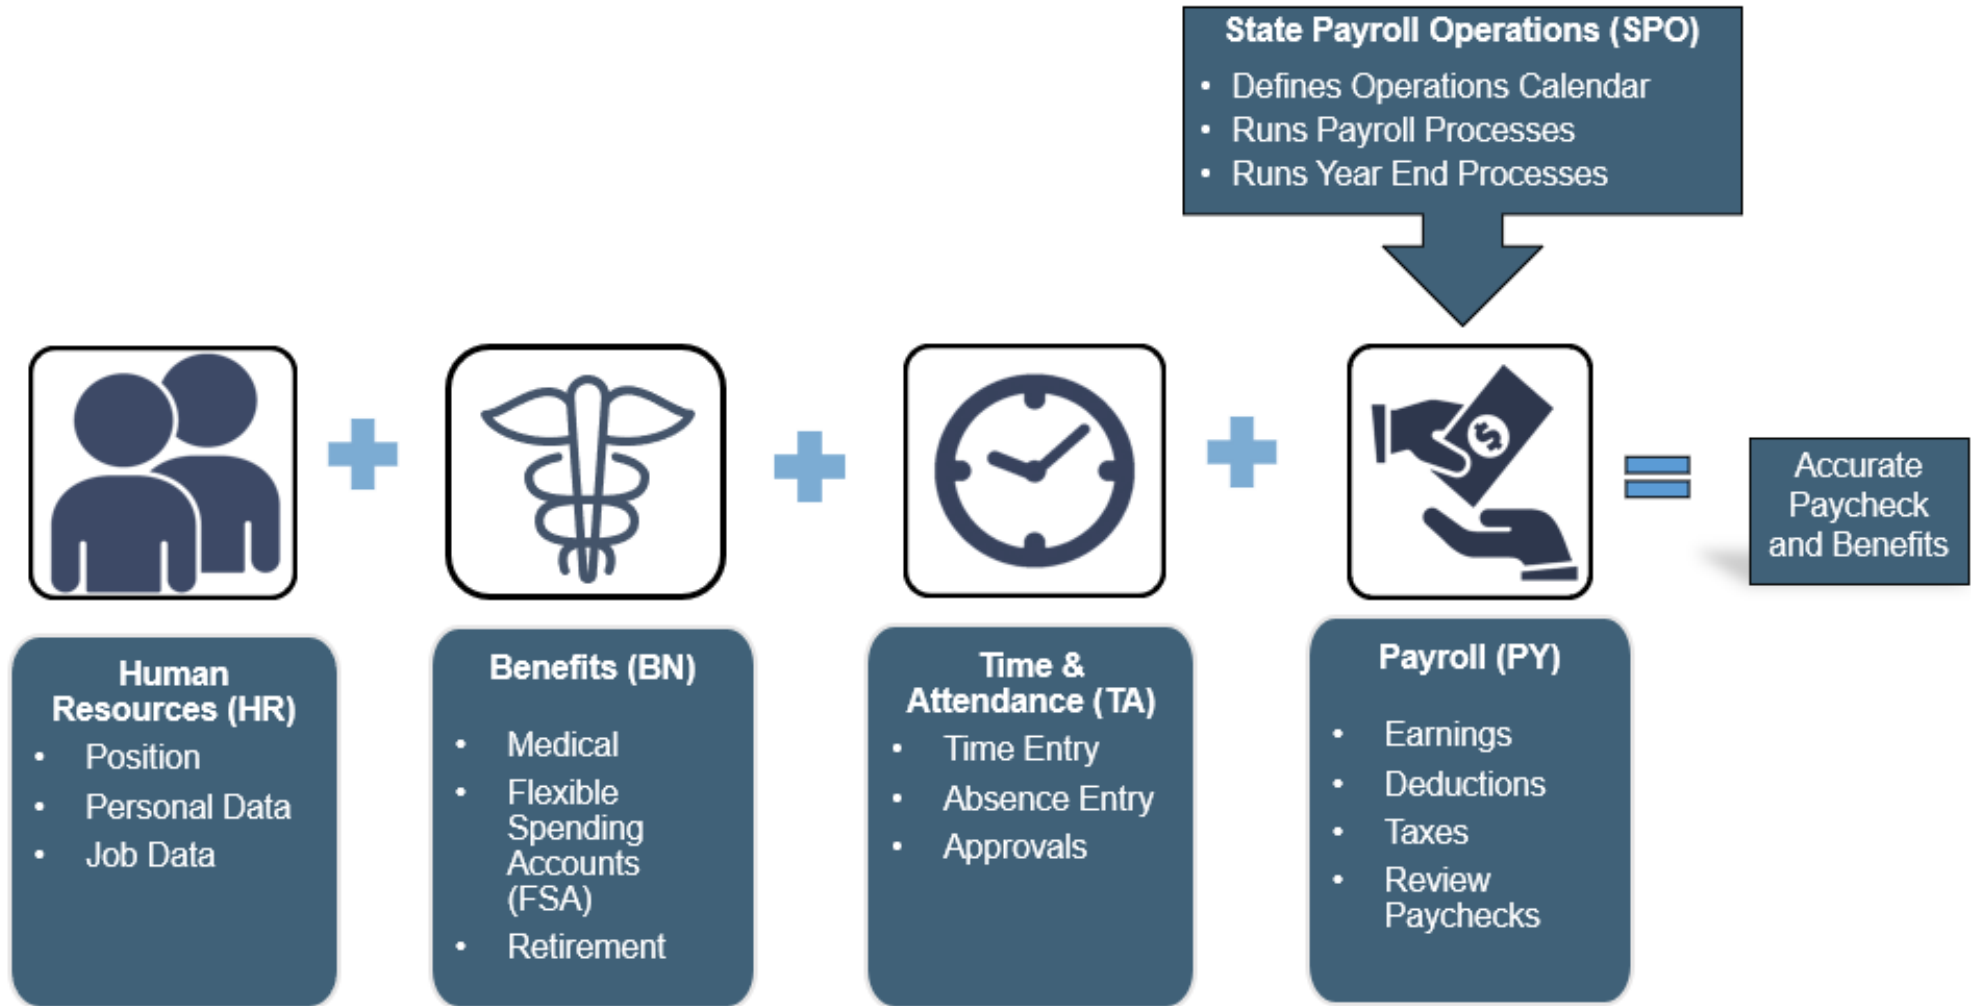 State Payroll Operations (SPO)
• Defines Operations Calendar
• Runs Payroll Processes
• Runs Year End Processes
$
Accurate
Paycheck
and Benefits
Human
Resources (HR)
• Position
• Personal Data
• Job Data
Benefits (BN)
• Medical
• Flexible
Spending
Accounts
(FSA)
• Retirement
Time &
Attendance (TA)
• Time Entry
• Absence Entry
• Approvals
Payroll (PY)
• Earnings
• Deductions
• Taxes
• Review
Paychecks